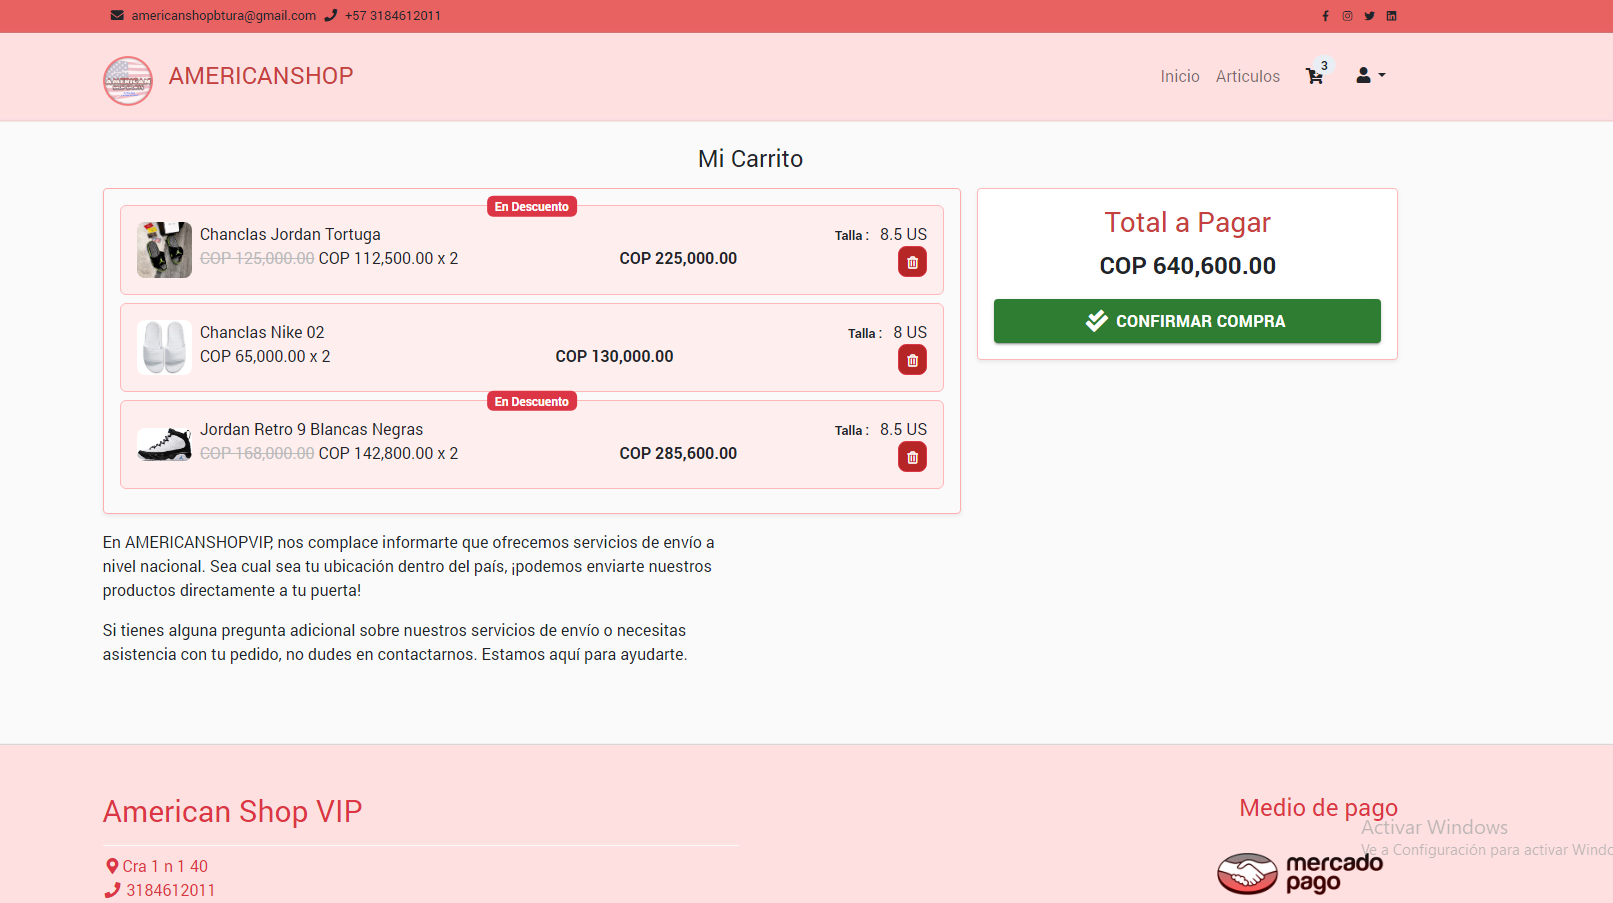 americanshopbtura@gmail.com +57 3184612011
AMERICANSHOP
Inicio Articulos 3
Mi Carrito
En Descuento
Chanclas Jordan Tortuga
Talla : 8.5 US
COP 125,000.00 COP 112,500.00 x 2
COP 225,000.00
Chanclas Nike 02
Talla : 8 US
COP 65,000.00 x 2
COP 130,000.00
En Descuento
Jordan Retro 9 Blancas Negras
Talla : 8.5 US
COP 168,000.00 COP 142,800.00 x 2
COP 285,600.00
Total a Pagar
COP 640,600.00
CONFIRMAR COMPRA
En AMERICANSHOPVIP, nos complace informarte que ofrecemos servicios de envío a
nivel nacional. Sea cual sea tu ubicación dentro del país, ¡podemos enviarte nuestros
productos directamente a tu puerta!
Si tienes alguna pregunta adicional sobre nuestros servicios de envío o necesitas
asistencia con tu pedido, no dudes en contactarnos. Estamos aquí para ayudarte.
American Shop VIP
Cra 1 n 1 40
3184612011
Medio de pago
Activar Windows
Ve a Configuración para activar Windo
mercado
pago